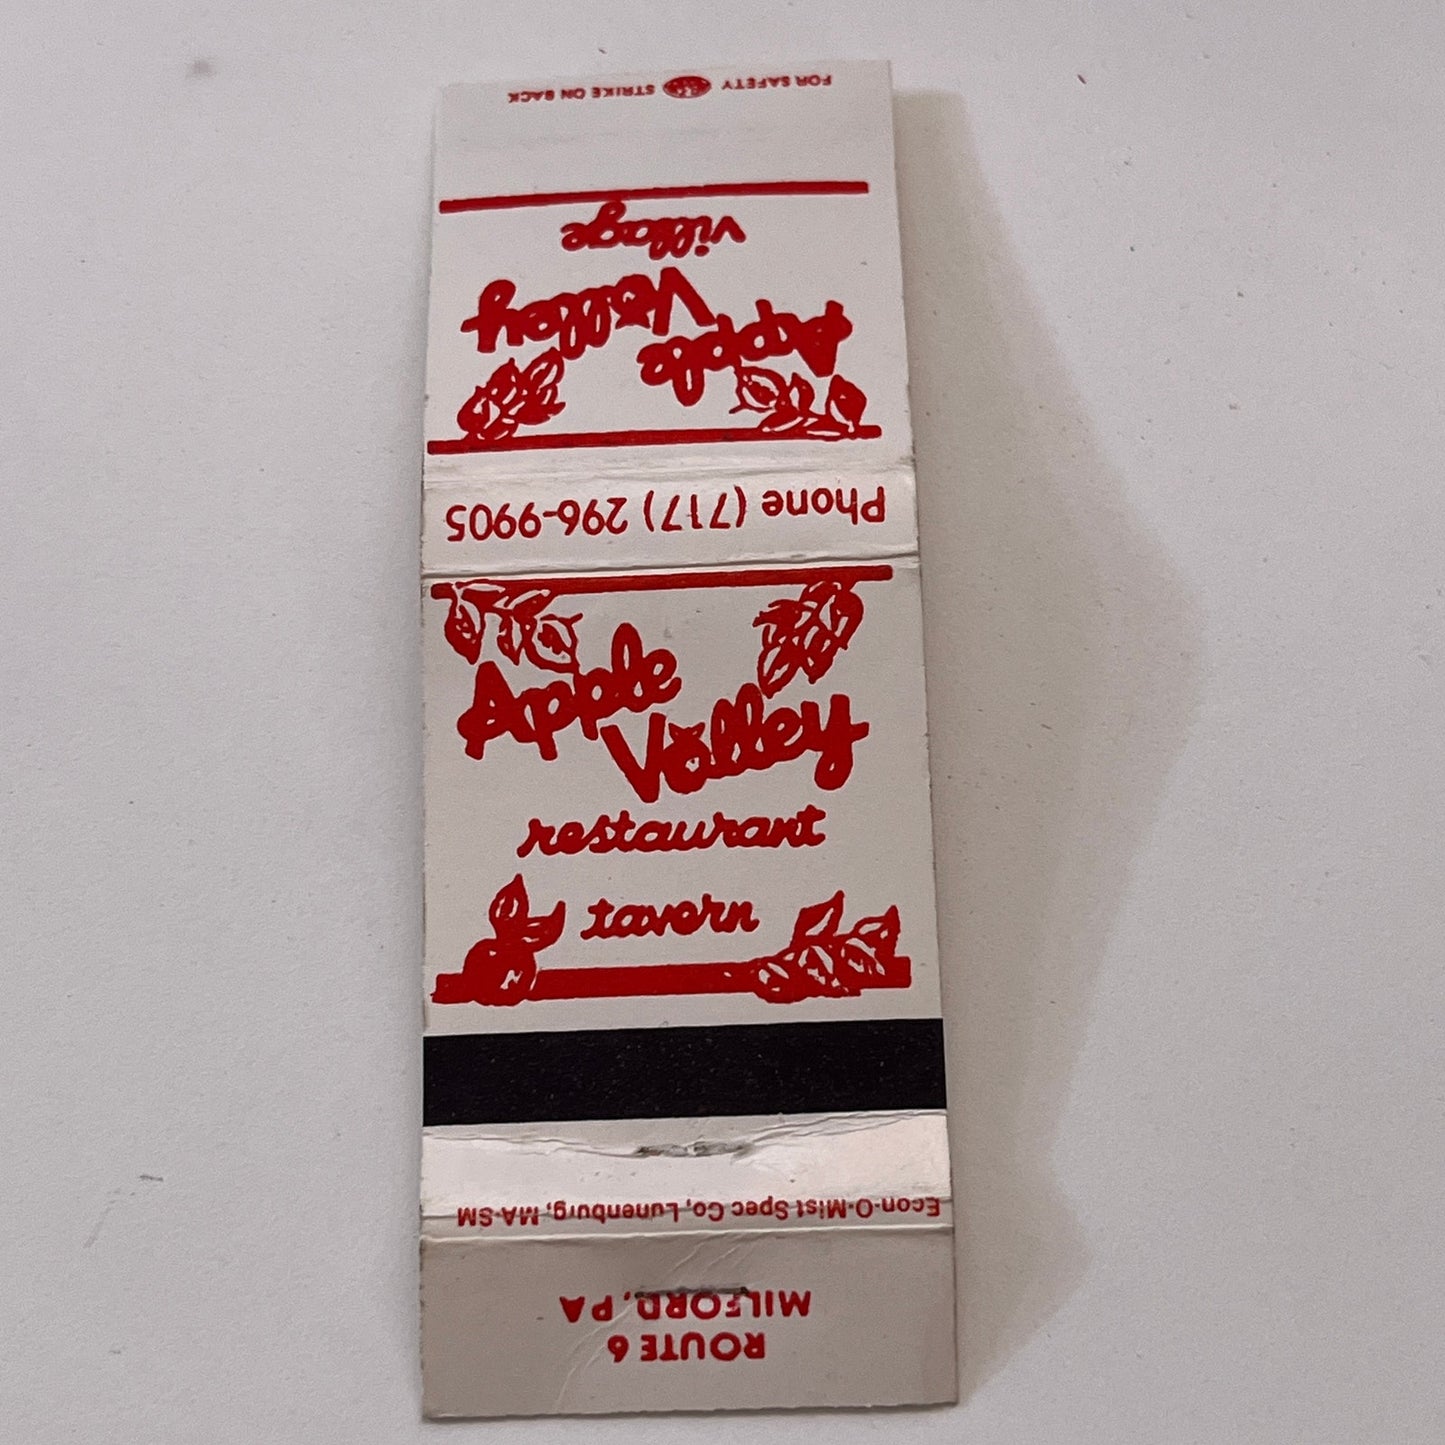 FOR SAFETY STRIKE ON BACK
Apple
Valley
village
Phone (717) 296-9905
Apple
Valley
restaurant
tavern
Econ-O-Mist Spec Co, Lunenburg, MA-SM
ROUTE 6
MILFORD, PA